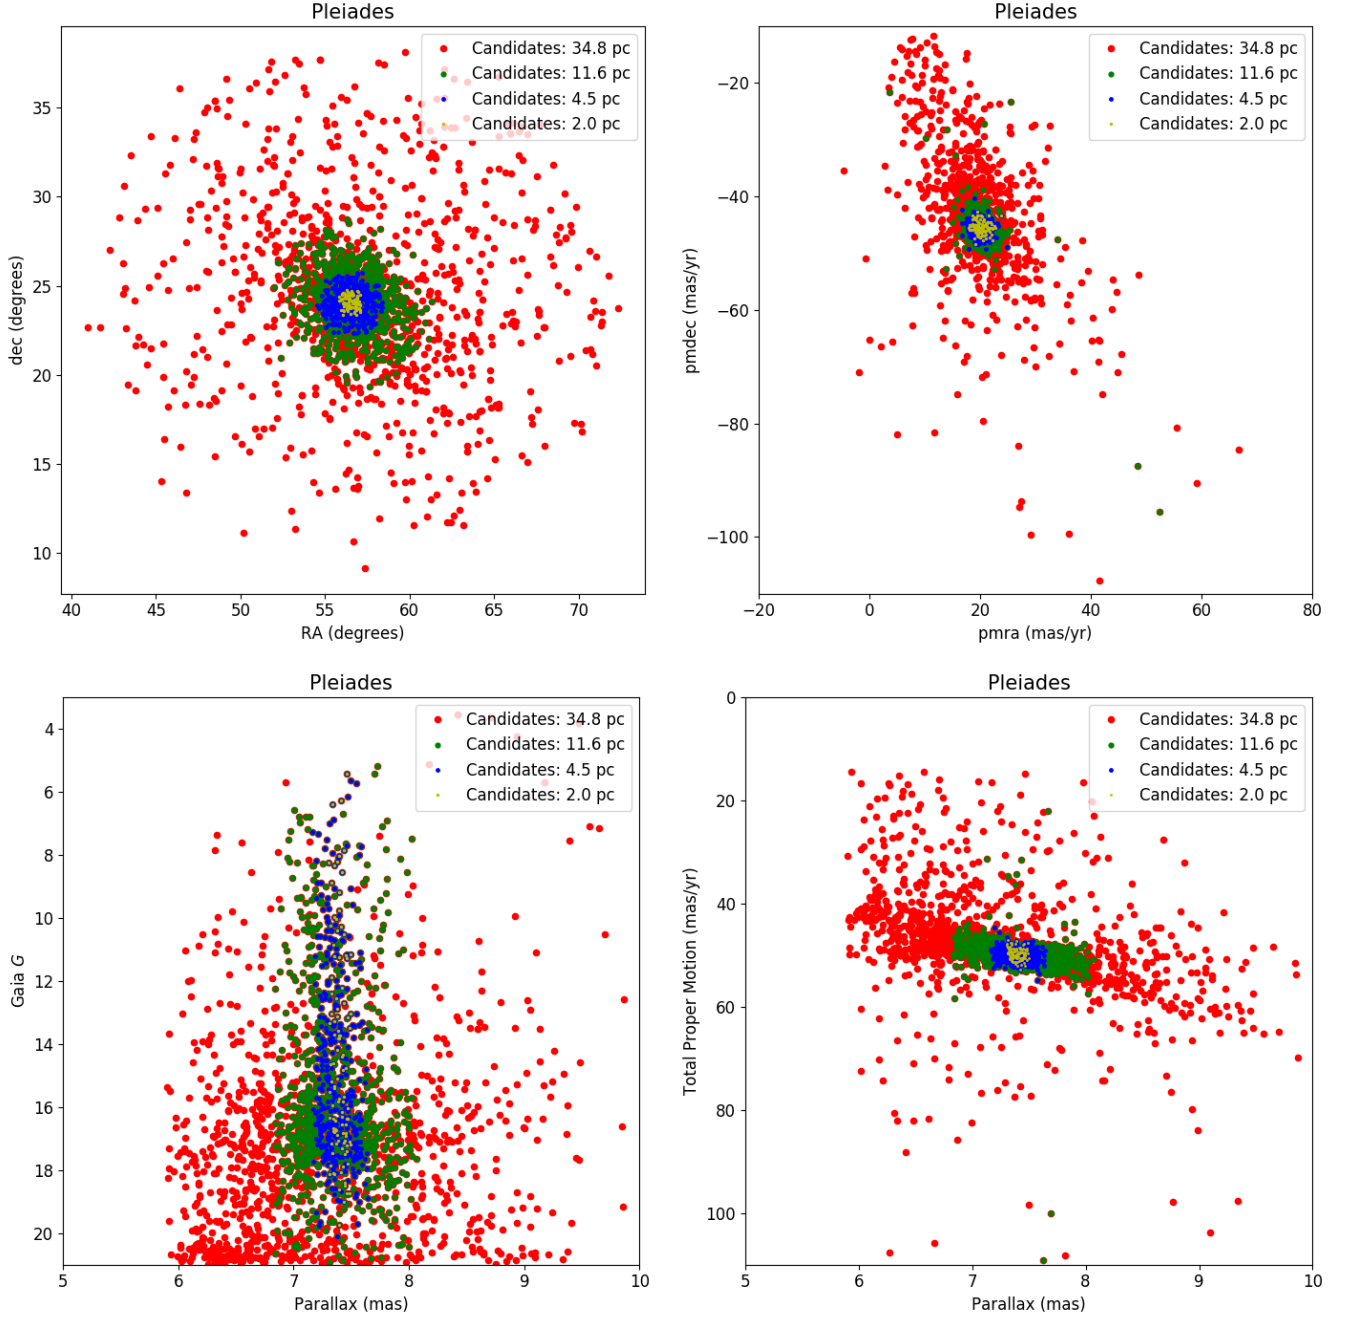 Pleiades
Candidates: 34.8 pc
Candidates: 11.6 pc
Candidates: 4.5 pc
Candidates: 2.0 pc
35
30
25
20
15
10
dec (degrees)
40 45 50 55 60 65 70
RA (degrees)
Pleiades
Candidates: 34.8 pc
Candidates: 11.6 pc
Candidates: 4.5 pc
Candidates: 2.0 pc
−20
−40
−60
−80
−100
pmdec (mas/yr)
−20 0 20 40 60 80
pmra (mas/yr)
Pleiades
Candidates: 34.8 pc
Candidates: 11.6 pc
Candidates: 4.5 pc
Candidates: 2.0 pc
4
6
8
10
12
14
16
18
20
Gaia G
5 6 7 8 9 10
Parallax (mas)
Pleiades
Candidates: 34.8 pc
Candidates: 11.6 pc
Candidates: 4.5 pc
Candidates: 2.0 pc
0
20
40
60
80
100
Total Proper Motion (mas/yr)
5 6 7 8 9 10
Parallax (mas)